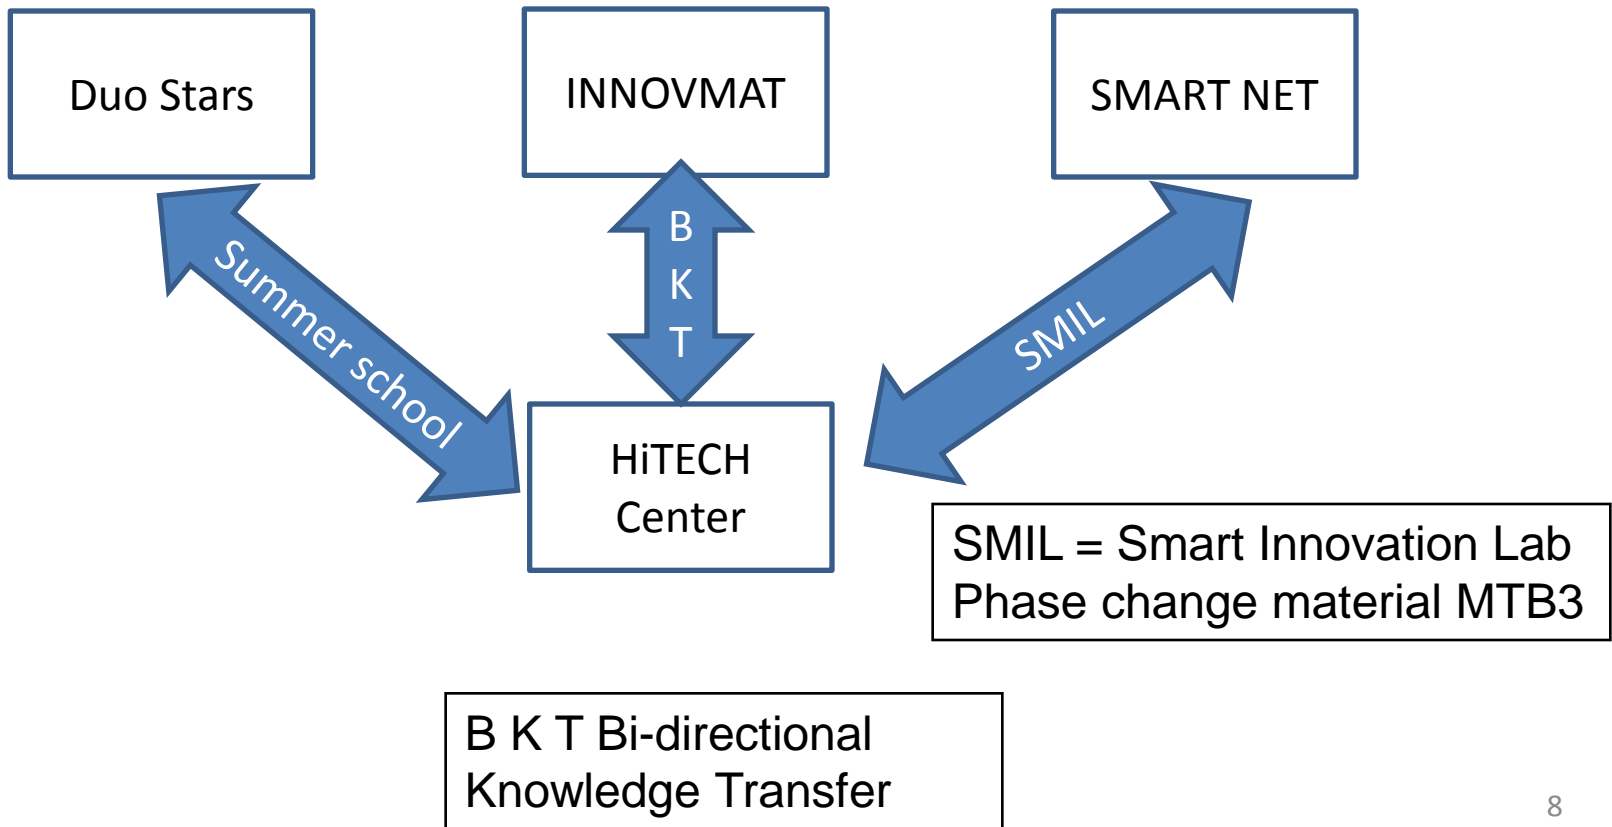 Duo Stars
INNOVMAT
SMART NET
Summer school
B
K
T
SMIL
HiTECH
Center
SMIL = Smart Innovation Lab
Phase change material MTB3
B K T Bi-directional
Knowledge Transfer
8